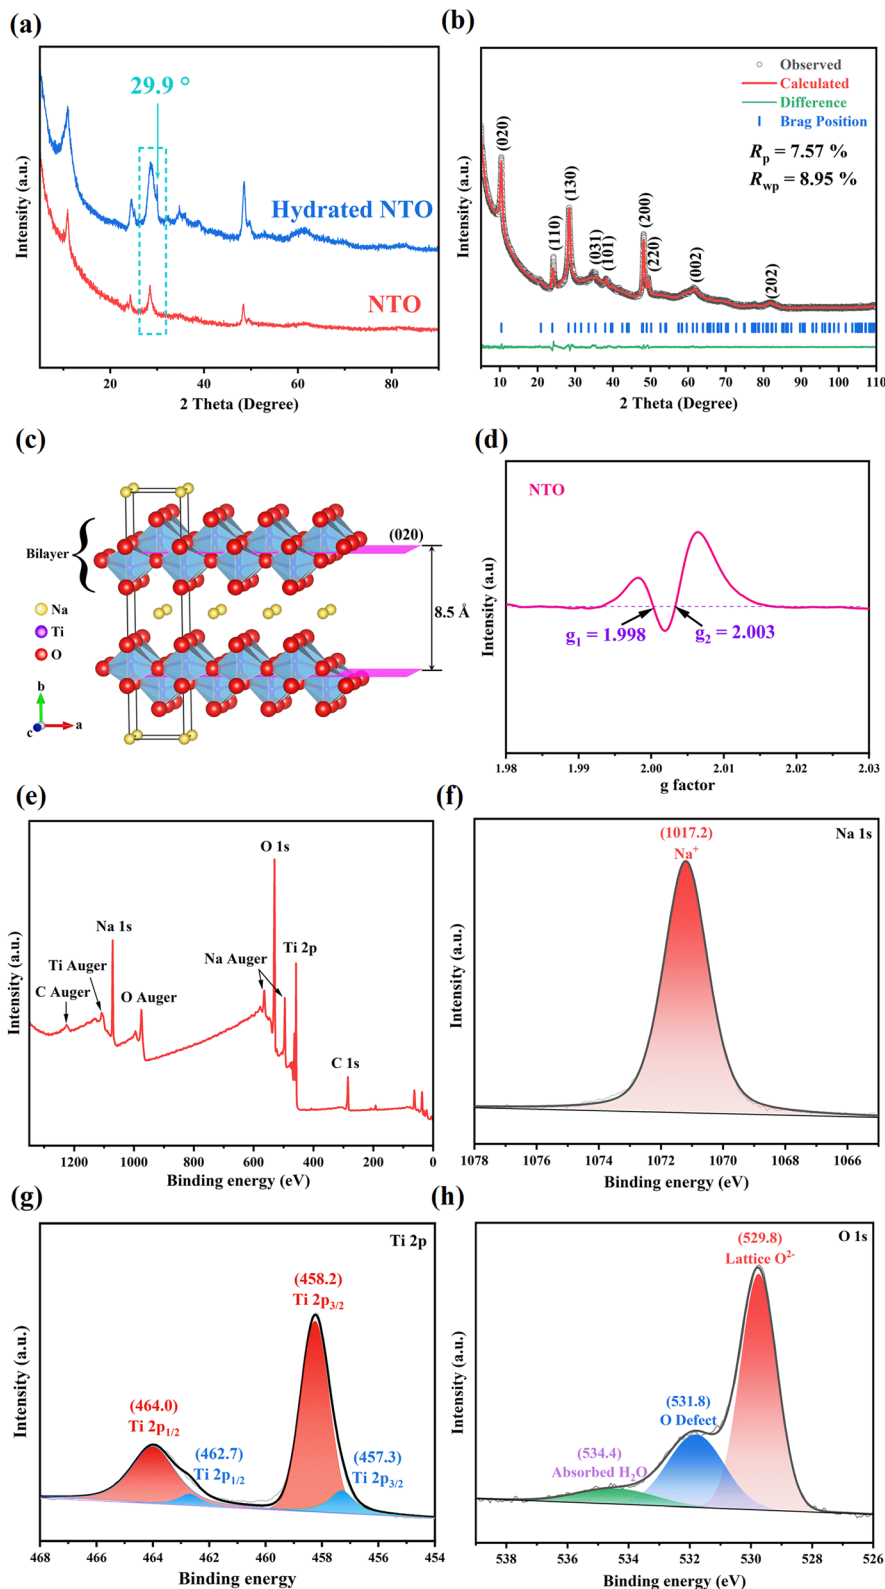 (a)
29.9 °
Hydrated NTO
NTO
Intensity (a.u.)
20
40
60
80
2 Theta (Degree)
(b)
Observed
Calculated
Difference
Brag Position
Rp = 7.57 %
Rwp = 8.95 %
(020)
(110)
(130)
(031)
(101)
(200)
(220)
(002)
(202)
Intensity (a.u.)
10 20 30 40 50 60 70 80 90 100 110
2 Theta (Degree)
(c)
Bilayer
(020)
8.5 Å
Na
Ti
O
b
a
c
(d)
NTO
g1 = 1.998
g2 = 2.003
Intensity (a.u)
1.98 1.99 2.00 2.01 2.02 2.03
g factor
(e)
O 1s
Na 1s
Ti 2p
Na Auger
Ti Auger
C Auger
O Auger
C 1s
Intensity (a.u.)
1200 1000 800 600 400 200 0
Binding energy (eV)
(f)
(1017.2)
Na+
Na 1s
Intensity (a.u.)
1078 1076 1074 1072 1070 1068 1066
Binding energy (eV)
(g)
Ti 2p
(458.2)
Ti 2p3/2
(464.0)
Ti 2p1/2
(462.7)
Ti 2p1/2
(457.3)
Ti 2p3/2
Intensity (a.u.)
468 466 464 462 460 458 456 454
Binding energy
(h)
(529.8)
Lattice O2-
O 1s
(531.8)
O Defect
(534.4)
Absorbed H2O
Intensity (a.u.)
538 536 534 532 530 528 526
Binding energy (eV)